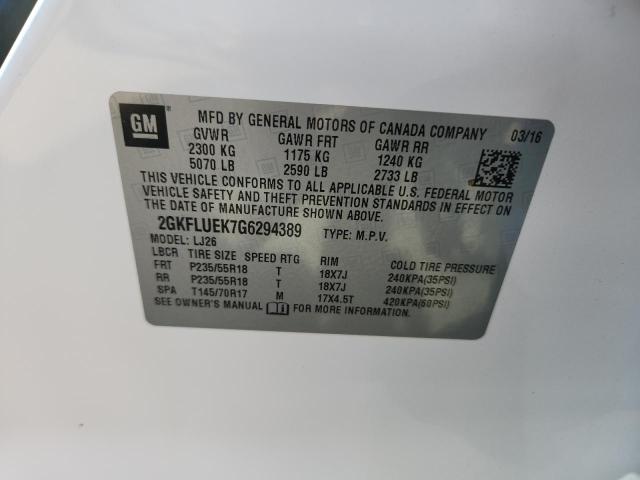 GM
MFD BY GENERAL MOTORS OF CANADA COMPANY 03/16
GVWR GAWR FRT GAWR RR
2300 KG 1175 KG 1240 KG
5070 LB 2590 LB 2733 LB
THIS VEHICLE CONFORMS TO ALL APPLICABLE U.S. FEDERAL MOTOR
VEHICLE SAFETY AND THEFT PREVENTION STANDARDS IN EFFECT ON
THE DATE OF MANUFACTURE SHOWN ABOVE.
2GKFLUEK7G6294389 TYPE: M.P.V.
MODEL: LJ26
LBCR TIRE SIZE SPEED RTG RIM COLD TIRE PRESSURE
FRT P235/55R18 T 18X7J 240KPA(35PSI)
RR P235/55R18 T 18X7J 240KPA(35PSI)
SPA T145/70R17 M 17X4.5T 420KPA(60PSI)
SEE OWNER'S MANUAL FOR MORE INFORMATION.